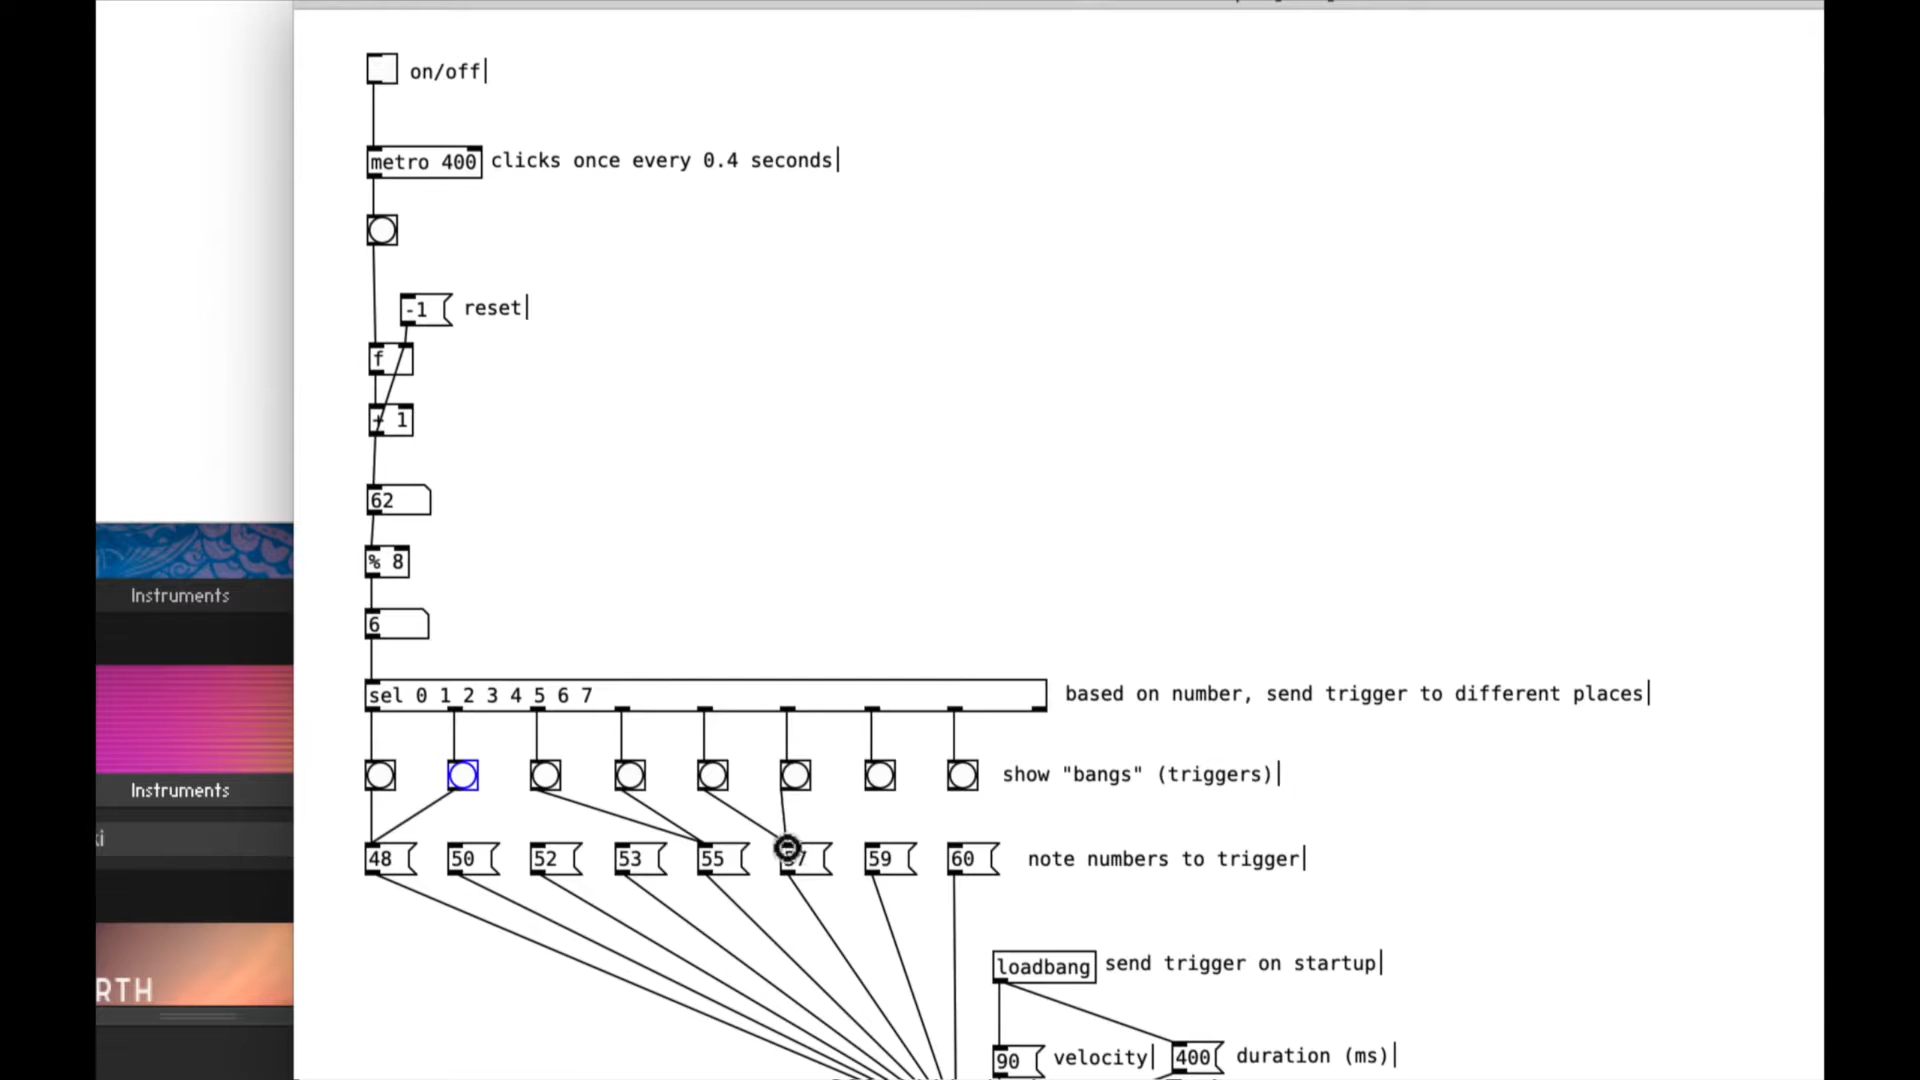 on/off
metro 400 clicks once every 0.4 seconds
-1 reset
f
+ 1
62
% 8
Instruments
6
sel 0 1 2 3 4 5 6 7 based on number, send trigger to different places
Instruments
show "bangs" (triggers)
ki
48 50 52 53 55 59 60 note numbers to trigger
loadbang send trigger on startup
RTH
90 velocity 400 duration (ms)